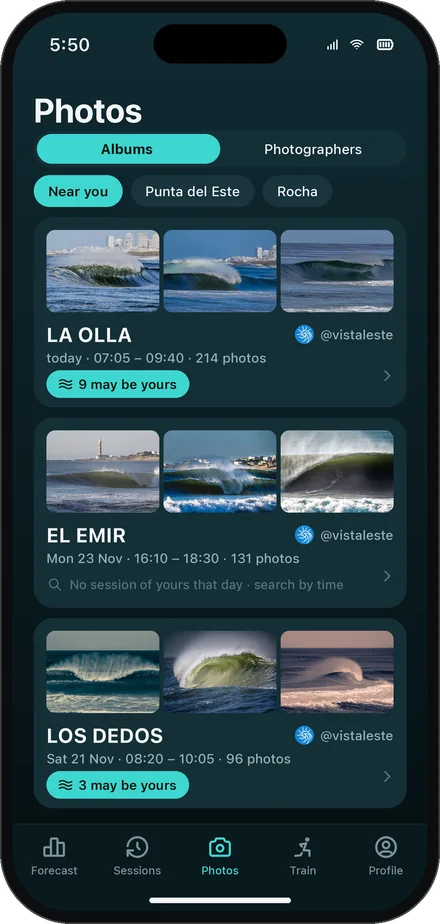 5:50
Photos
Albums Photographers
Near you Punta del Este Rocha
LA OLLA @vistaleste
today · 07:05 – 09:40 · 214 photos
9 may be yours
EL EMIR @vistaleste
Mon 23 Nov · 16:10 – 18:30 · 131 photos
No session of yours that day · search by time
LOS DEDOS @vistaleste
Sat 21 Nov · 08:20 – 10:05 · 96 photos
3 may be yours
Forecast Sessions Photos Train Profile